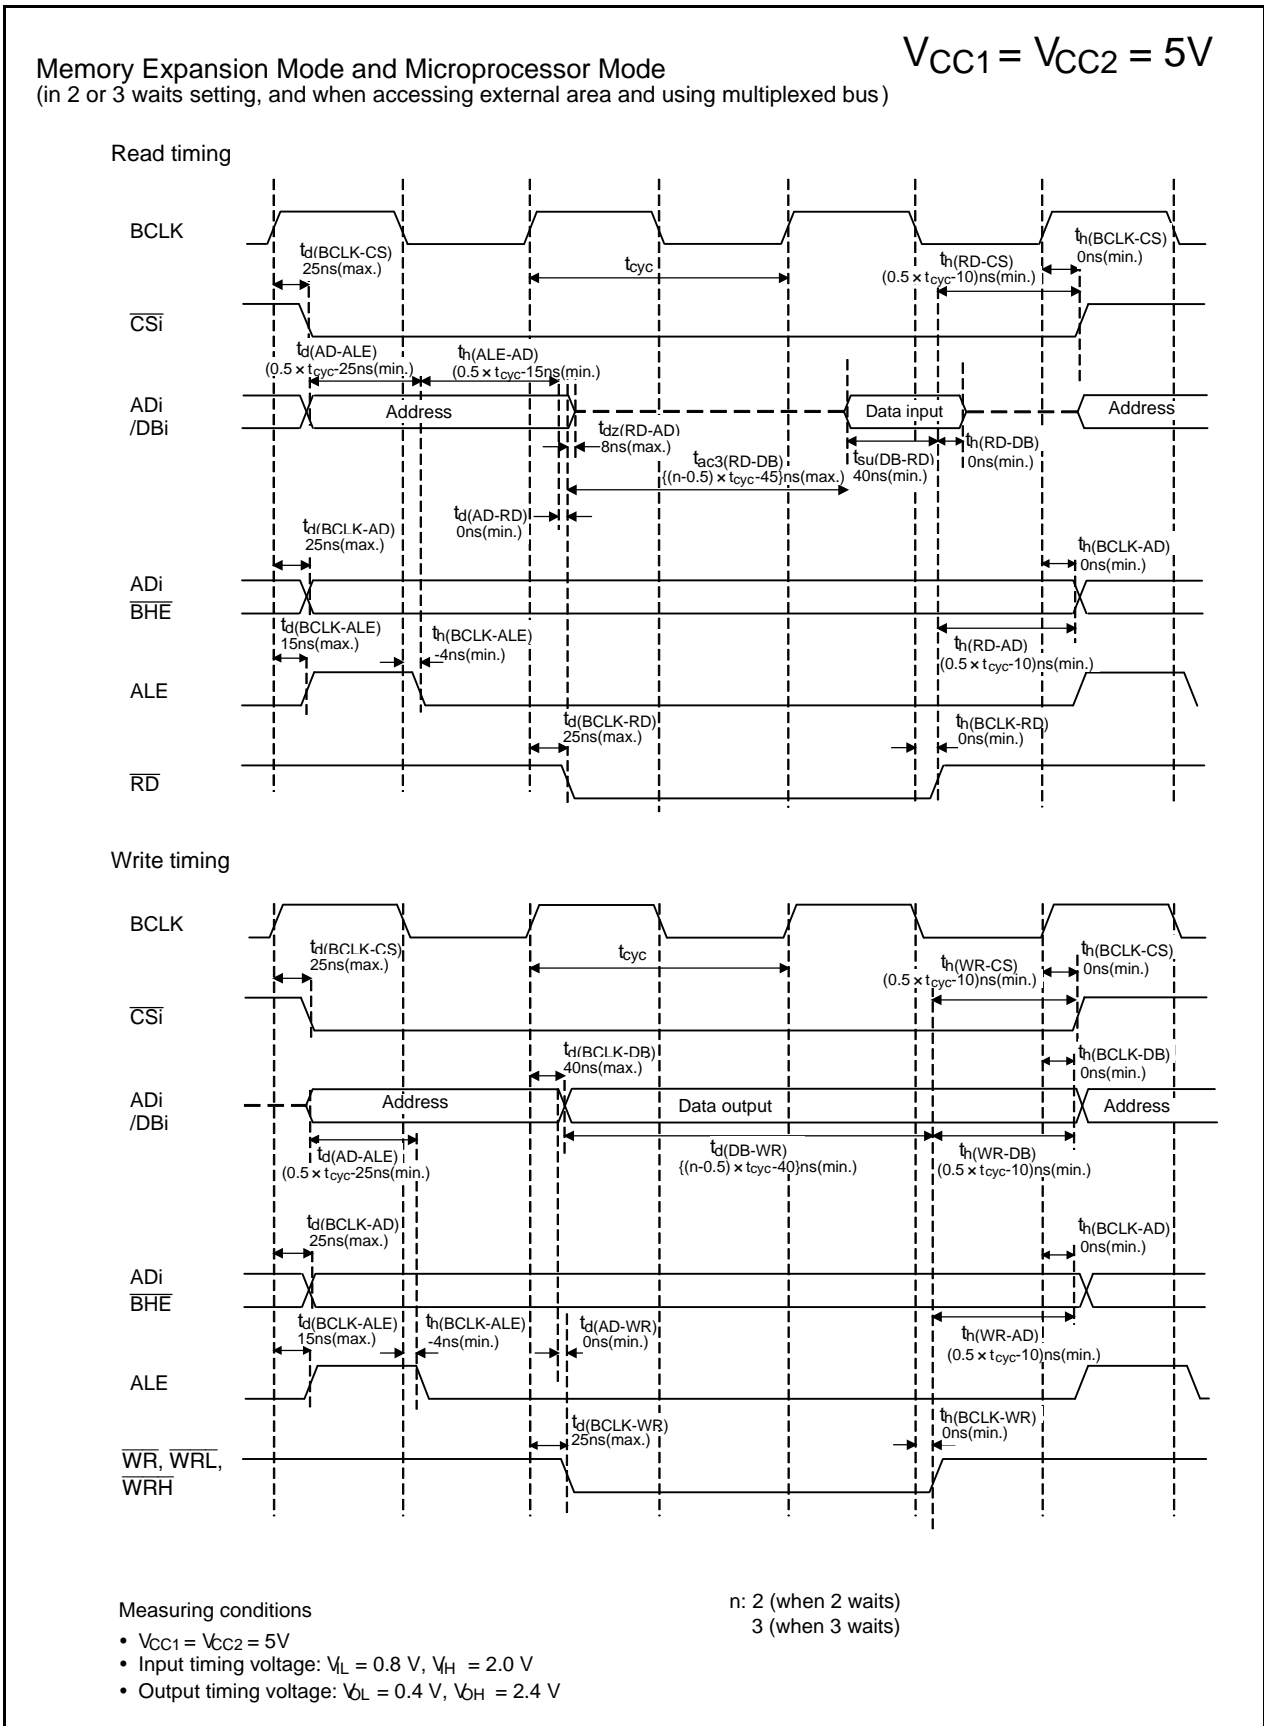 VCC1 = VCC2 = 5V
Memory Expansion Mode and Microprocessor Mode
(in 2 or 3 waits setting, and when accessing external area and using multiplexed bus)
Read timing
BCLK
td(BCLK-CS)
25ns(max.)
tcyc
th(RD-CS)
(0.5 × tcyc-10)ns(min.)
th(BCLK-CS)
0ns(min.)
CSi
td(AD-ALE)
(0.5 × tcyc-25ns(min.)
th(ALE-AD)
(0.5 × tcyc-15ns(min.)
ADi
/DBi
Address
Data input
Address
tdz(RD-AD)
8ns(max.)
tac3(RD-DB)
{(n-0.5) × tcyc-45}ns(max.)
tsu(DB-RD)
40ns(min.)
th(RD-DB)
0ns(min.)
td(AD-RD)
0ns(min.)
td(BCLK-AD)
25ns(max.)
th(BCLK-AD)
0ns(min.)
ADi
BHE
td(BCLK-ALE)
15ns(max.)
th(BCLK-ALE)
-4ns(min.)
th(RD-AD)
(0.5 × tcyc-10)ns(min.)
ALE
td(BCLK-RD)
25ns(max.)
th(BCLK-RD)
0ns(min.)
RD
Write timing
BCLK
td(BCLK-CS)
25ns(max.)
tcyc
th(WR-CS)
(0.5 × tcyc-10)ns(min.)
th(BCLK-CS)
0ns(min.)
CSi
td(BCLK-DB)
40ns(max.)
th(BCLK-DB)
0ns(min.)
ADi
/DBi
Address
Data output
Address
td(AD-ALE)
(0.5 × tcyc-25ns(min.)
td(DB-WR)
{(n-0.5) × tcyc-40}ns(min.)
th(WR-DB)
(0.5 × tcyc-10)ns(min.)
td(BCLK-AD)
25ns(max.)
th(BCLK-AD)
0ns(min.)
ADi
BHE
td(BCLK-ALE)
15ns(max.)
th(BCLK-ALE)
-4ns(min.)
td(AD-WR)
0ns(min.)
th(WR-AD)
(0.5 × tcyc-10)ns(min.)
ALE
td(BCLK-WR)
25ns(max.)
th(BCLK-WR)
0ns(min.)
WR, WRL,
WRH
Measuring conditions
• VCC1 = VCC2 = 5V
• Input timing voltage: VIL = 0.8 V, VIH = 2.0 V
• Output timing voltage: VOL = 0.4 V, VOH = 2.4 V
n: 2 (when 2 waits)
3 (when 3 waits)